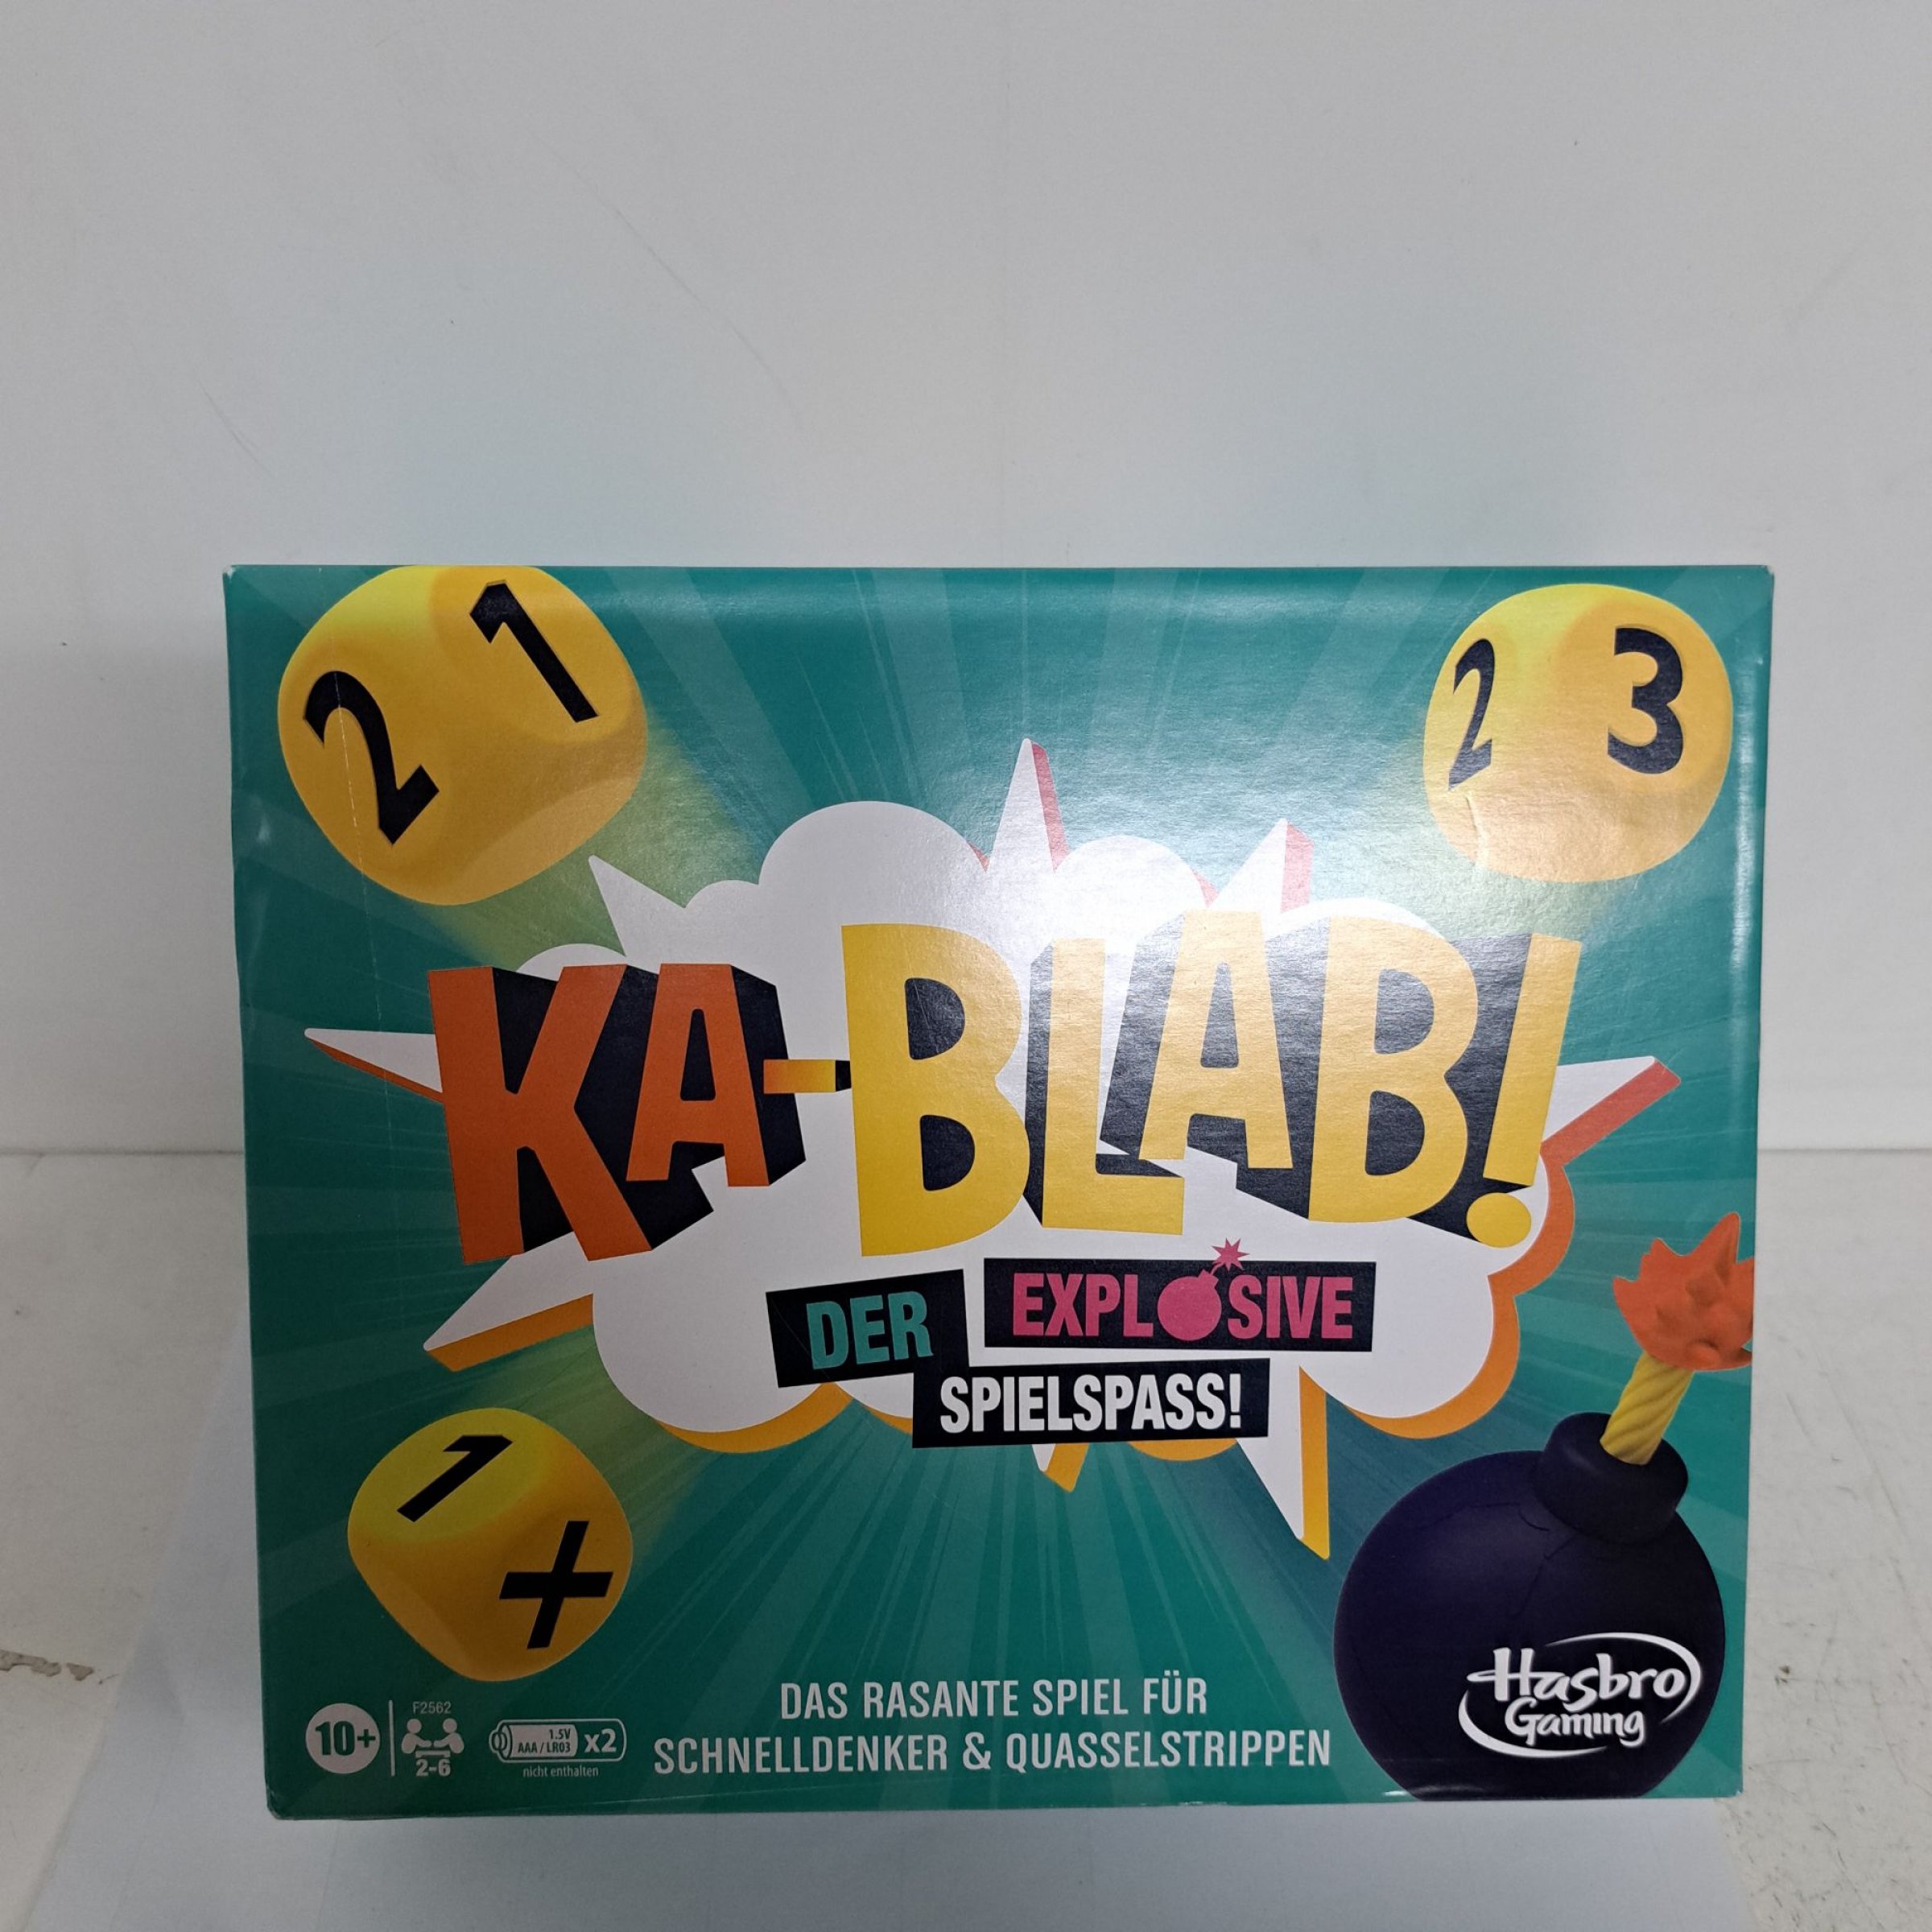 2 1
2 3
KA-BLAB!
DER EXPLOSIVE
SPIELSPASS!
1 +
DAS RASANTE SPIEL FÜR
SCHNELLDENKER & QUASSELSTRIPPEN
10+
F2562
2-6
1.5V
AAA / LR03 x2
nicht enthalten
Hasbro
Gaming